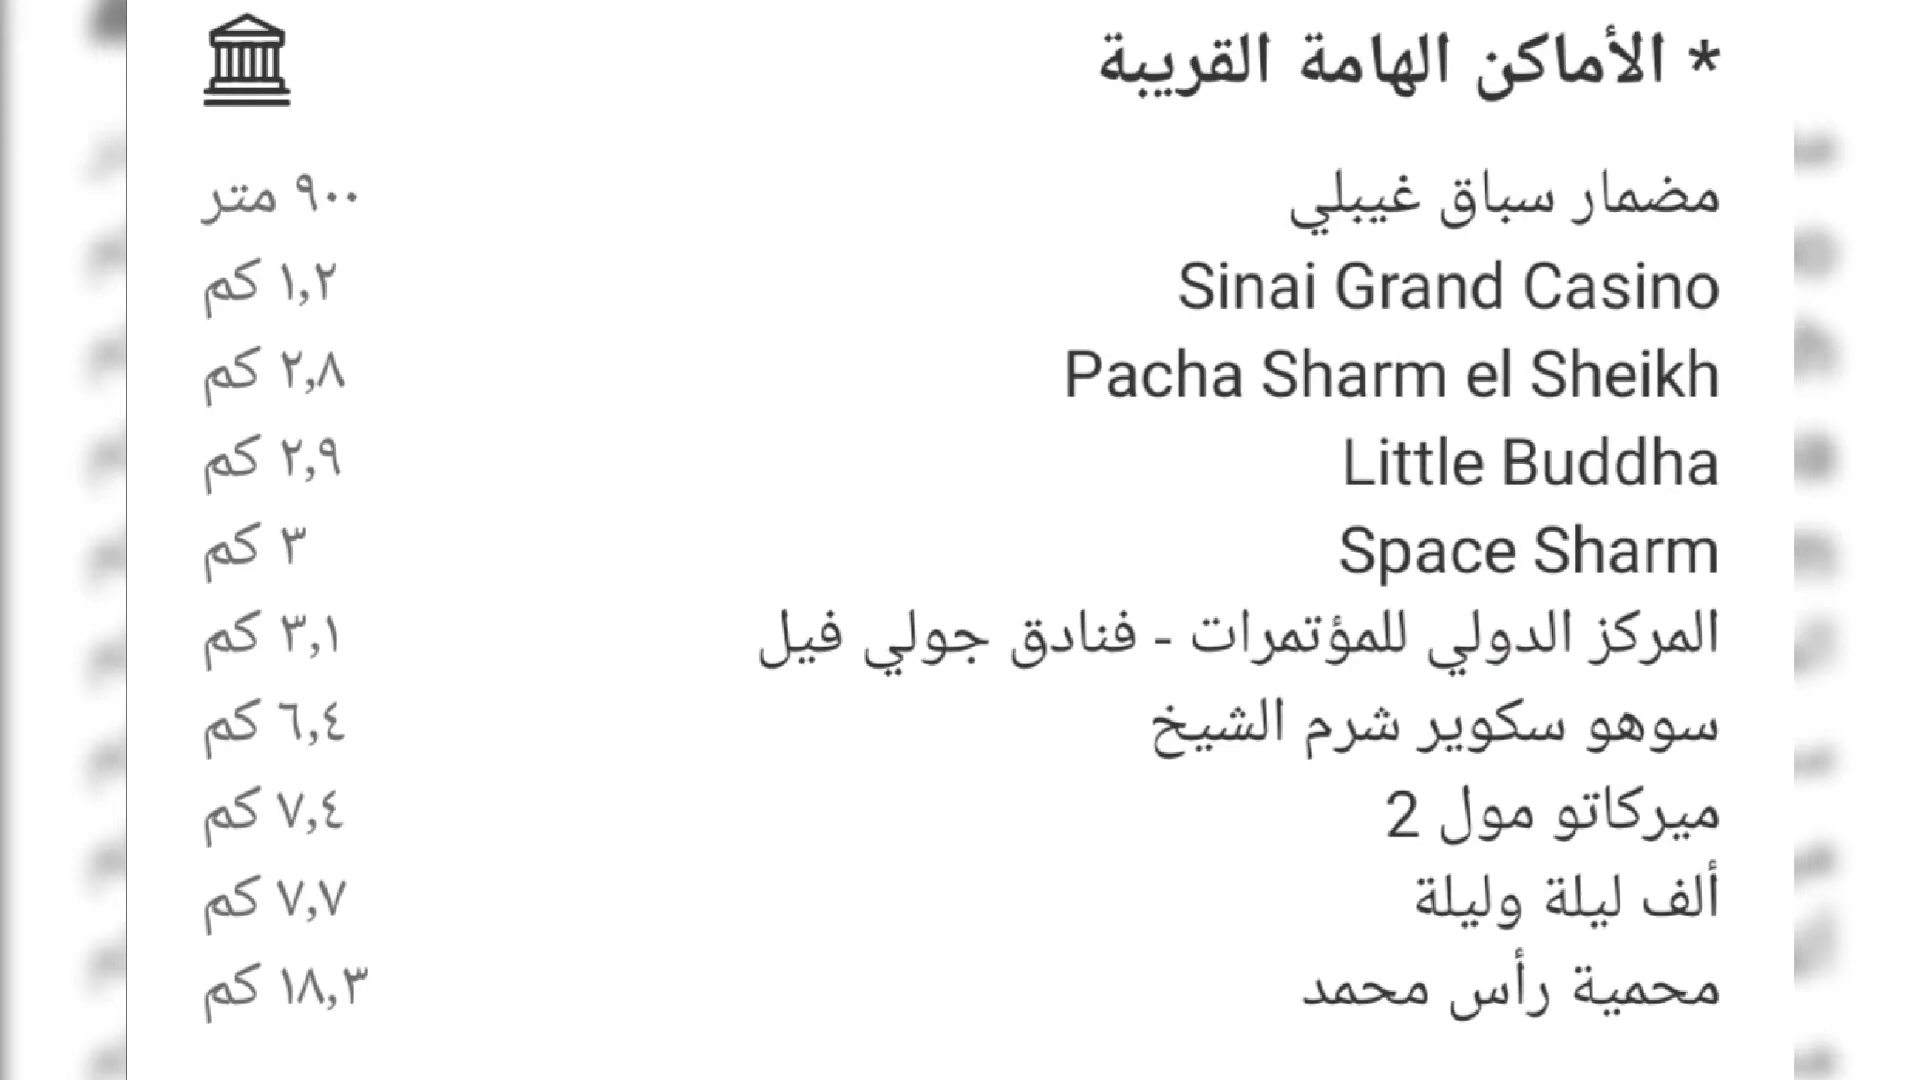 * الأماكن الهامة القريبة
مضمار سباق غيبلي ٩٠٠ متر
Sinai Grand Casino ١,٢ كم
Pacha Sharm el Sheikh ٢,٨ كم
Little Buddha ٢,٩ كم
Space Sharm ٣ كم
المركز الدولي للمؤتمرات - فنادق جولي فيل ٣,١ كم
سوهو سكوير شرم الشيخ ٦,٤ كم
ميركاتو مول 2 ٧,٤ كم
ألف ليلة وليلة ٧,٧ كم
محمية رأس محمد ١٨,٣ كم